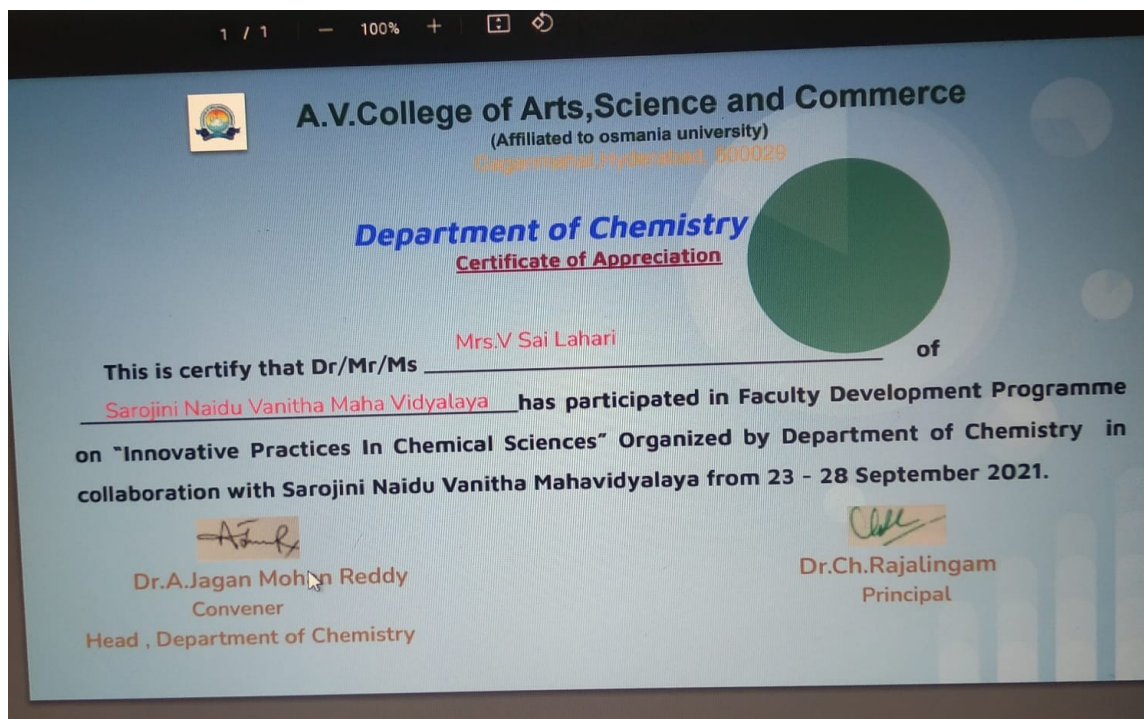 1 / 1 — 100% +
A.V.College of Arts,Science and Commerce
(Affiliated to osmania university)
Gaganmahal,Hyderabad, 500029
Department of Chemistry
Certificate of Appreciation
Mrs.V Sai Lahari
This is certify that Dr/Mr/Ms of
Sarojini Naidu Vanitha Maha Vidyalaya has participated in Faculty Development Programme
on "Innovative Practices In Chemical Sciences" Organized by Department of Chemistry in
collaboration with Sarojini Naidu Vanitha Mahavidyalaya from 23 - 28 September 2021.
Dr.A.Jagan Mohan Reddy
Convener
Head , Department of Chemistry
Dr.Ch.Rajalingam
Principal